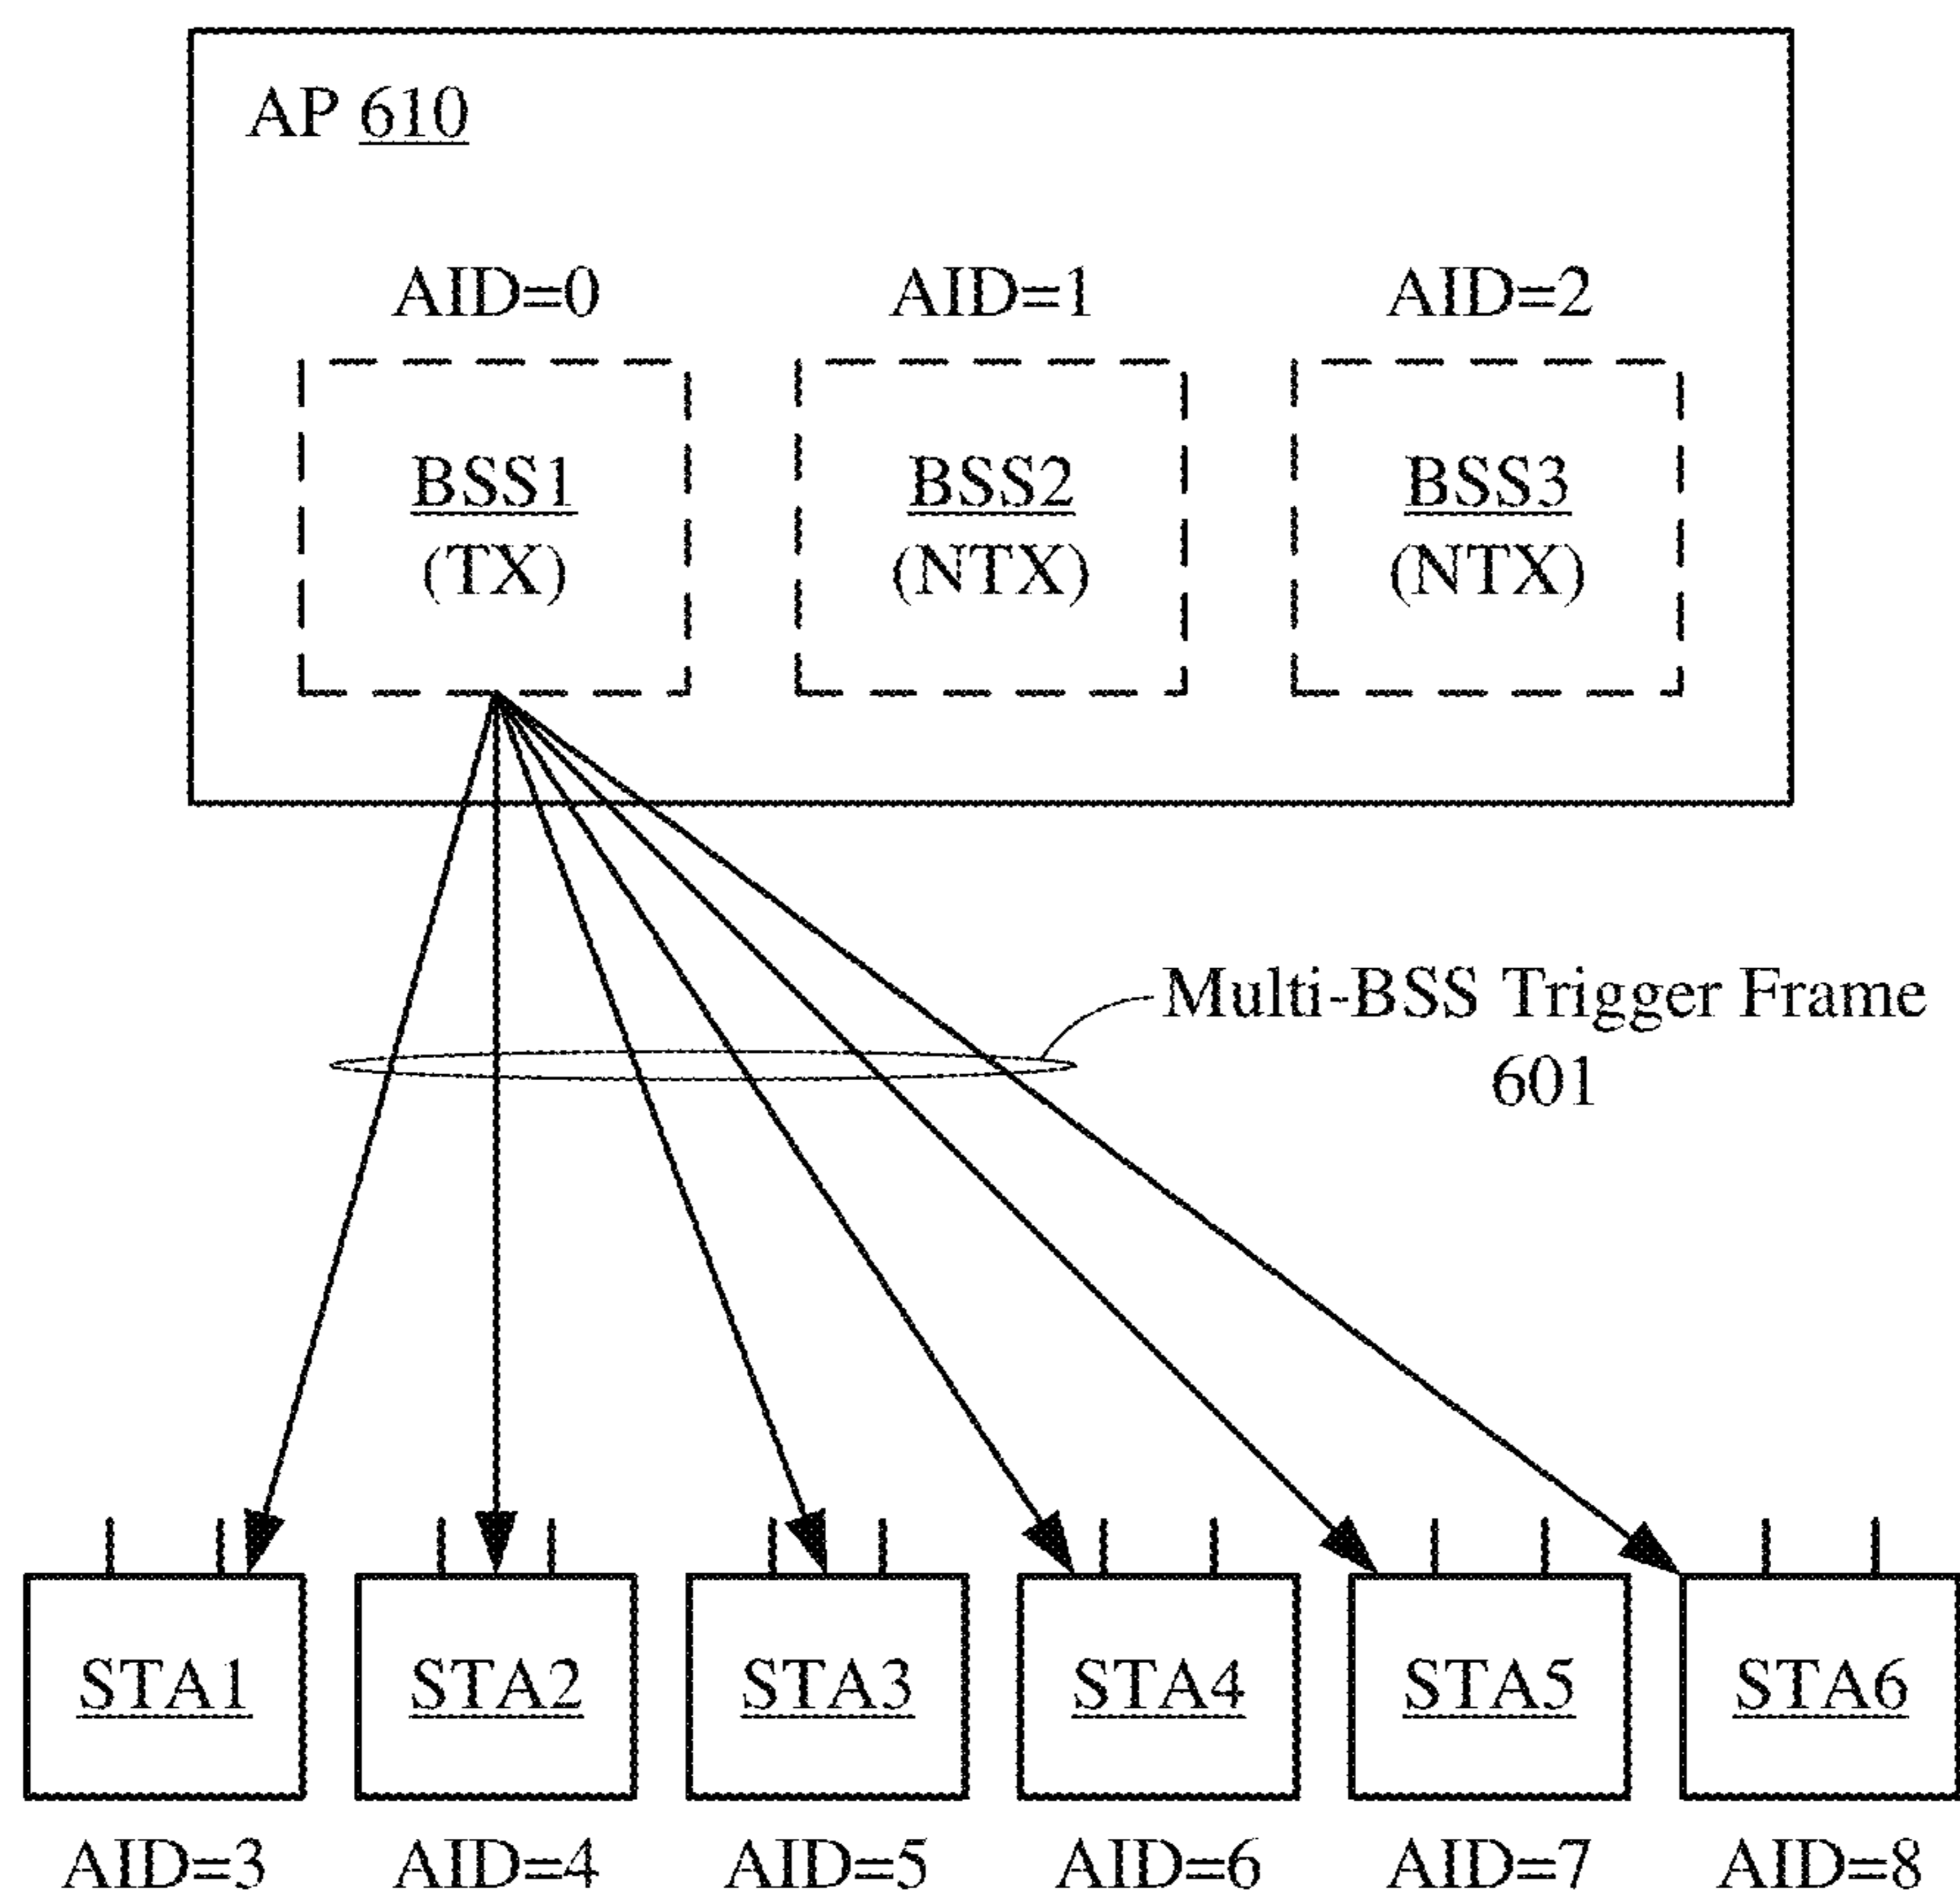 AP 610
AID=0 AID=1 AID=2
BSS1 BSS2 BSS3
(TX) (NTX) (NTX)
Multi-BSS Trigger Frame
601
STA1 STA2 STA3 STA4 STA5 STA6
AID=3 AID=4 AID=5 AID=6 AID=7 AID=8